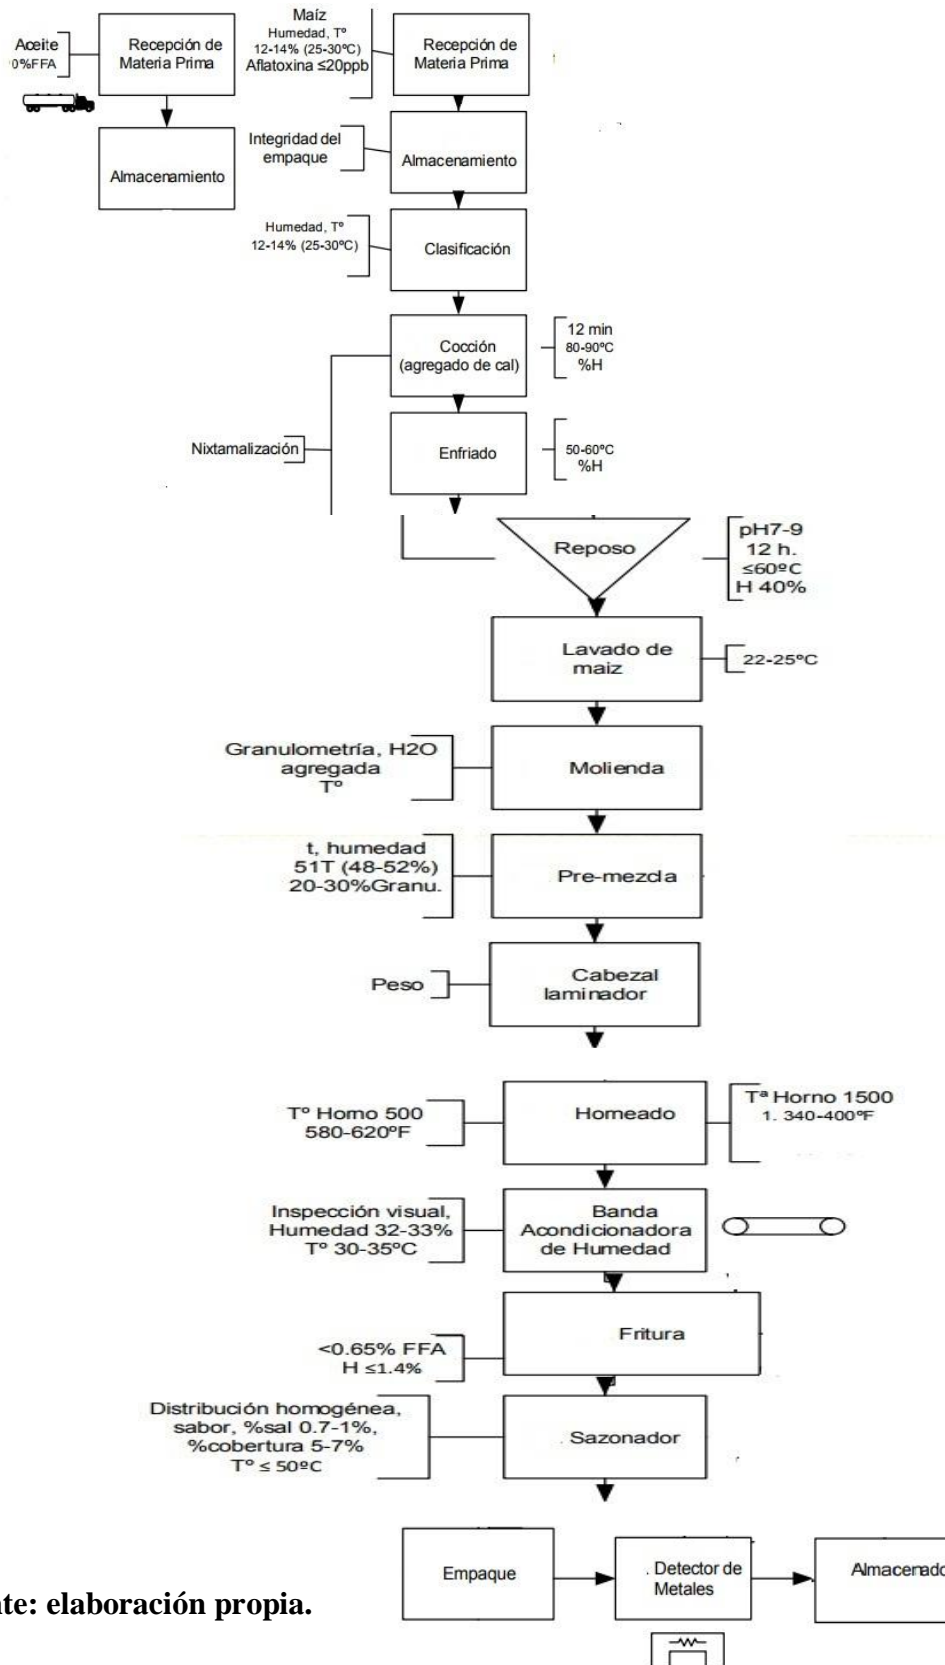 Aceite
0%FFA
Recepción de
Materia Prima
Almacenamiento
Maíz
Humedad, Tº
12-14% (25-30ºC)
Aflatoxina ≤20ppb
Recepción de
Materia Prima
Integridad del
empaque
Almacenamiento
Humedad, Tº
12-14% (25-30ºC)
Clasificación
Cocción
(agregado de cal)
12 min
80-90ºC
%H
Nixtamalización
Enfriado
50-60ºC
%H
Reposo
pH7-9
12 h.
≤60ºC
H 40%
Lavado de
maiz
22-25ºC
Granulometría, H2O
agregada
Tº
Molienda
t, humedad
51T (48-52%)
20-30%Granu.
Pre-mezcla
Peso
Cabezal
laminador
Tº Horno 500
580-620ºF
Horneado
Tª Horno 1500
1. 340-400ºF
Inspección visual,
Humedad 32-33%
Tº 30-35ºC
Banda
Acondicionadora
de Humedad
<0.65% FFA
H ≤1.4%
Fritura
Distribución homogénea,
sabor, %sal 0.7-1%,
%cobertura 5-7%
Tº ≤ 50ºC
. Sazonador
Empaque
. Detector de
Metales
Almacenado
nte: elaboración propia.